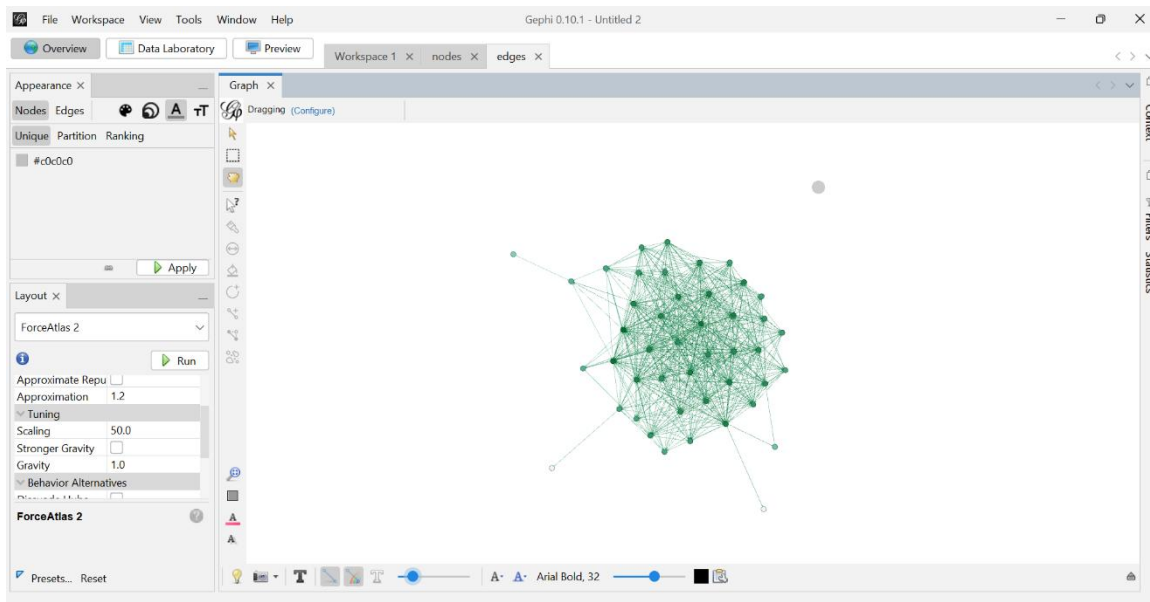 File Workspace View Tools Window Help Gephi 0.10.1 - Untitled 2
Overview Data Laboratory Preview Workspace 1 nodes edges
Appearance
Nodes Edges A тT
Unique Partition Ranking
#c0c0c0
Apply
Layout
ForceAtlas 2
Run
Approximate Repu
Approximation 1.2
Tuning
Scaling 50.0
Stronger Gravity
Gravity 1.0
Behavior Alternatives
ForceAtlas 2
Presets... Reset
Graph
Dragging (Configure)
A
A
T T A- A- Arial Bold, 32
Context
Filters
Statistics